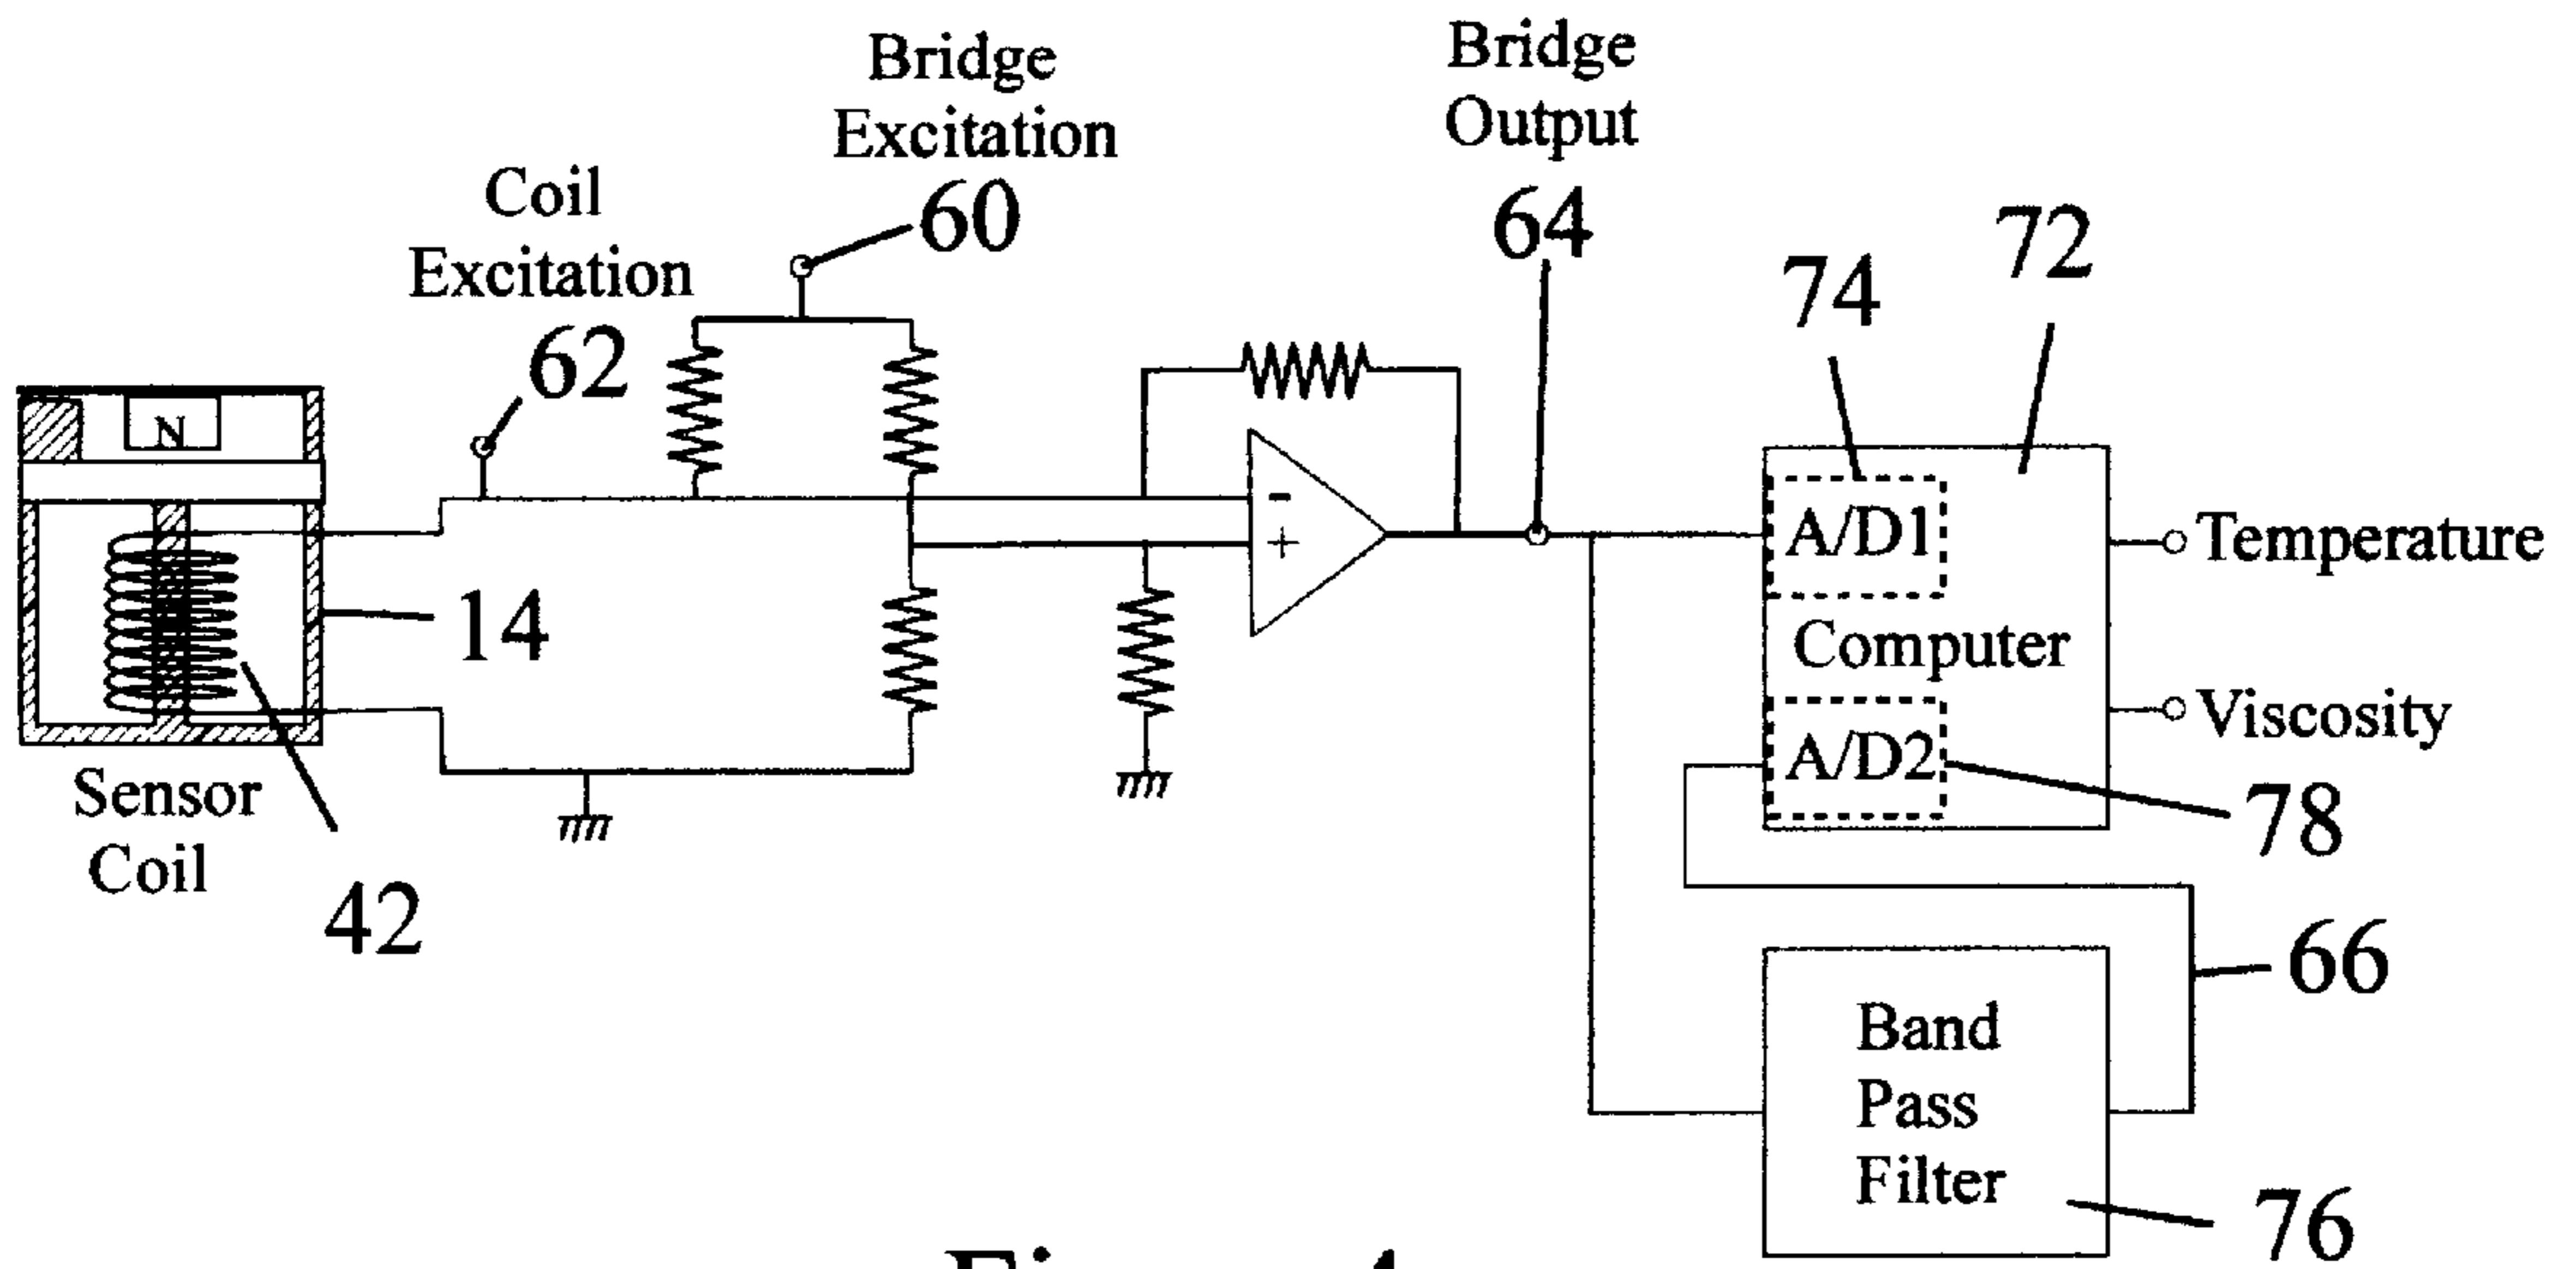 Bridge
Excitation
60
Bridge
Output
64
Coil
Excitation
62
72
74
N
-
+
A/D1
Computer
A/D2
Temperature
Viscosity
14
78
Sensor
Coil
42
66
Band
Pass
Filter
76